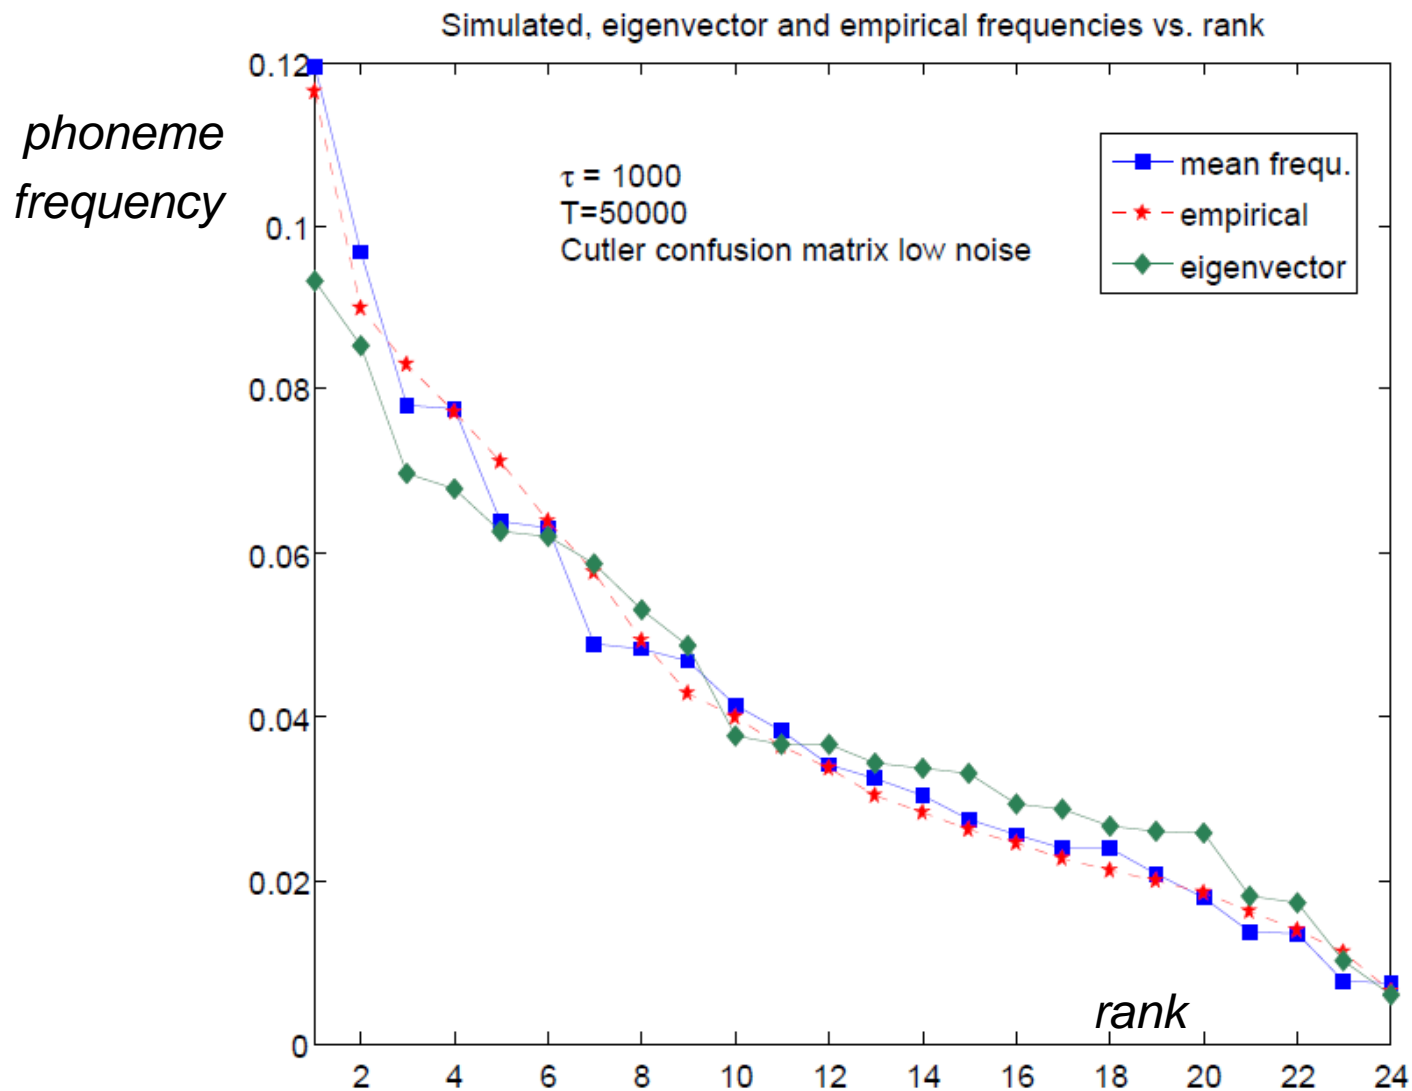 Simulated, eigenvector and empirical frequencies vs. rank
phoneme
frequency
τ = 1000
T=50000
Cutler confusion matrix low noise
mean frequ.
empirical
eigenvector
0.12
0.1
0.08
0.06
0.04
0.02
0
rank
2 4 6 8 10 12 14 16 18 20 22 24